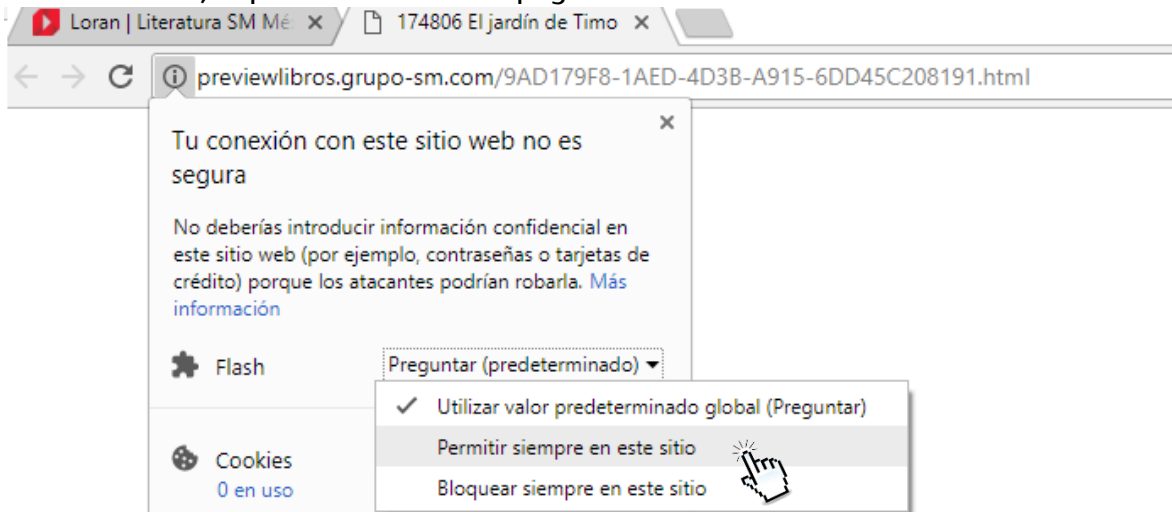 Loran | Literatura SM Mé
174806 El jardín de Timo
previewlibros.grupo-sm.com/9AD179F8-1AED-4D3B-A915-6DD45C208191.html
Tu conexión con este sitio web no es
segura
No deberías introducir información confidencial en
este sitio web (por ejemplo, contraseñas o tarjetas de
crédito) porque los atacantes podrían robarla. Más
información
Flash
Preguntar (predeterminado)
Utilizar valor predeterminado global (Preguntar)
Permitir siempre en este sitio
Cookies
0 en uso
Bloquear siempre en este sitio